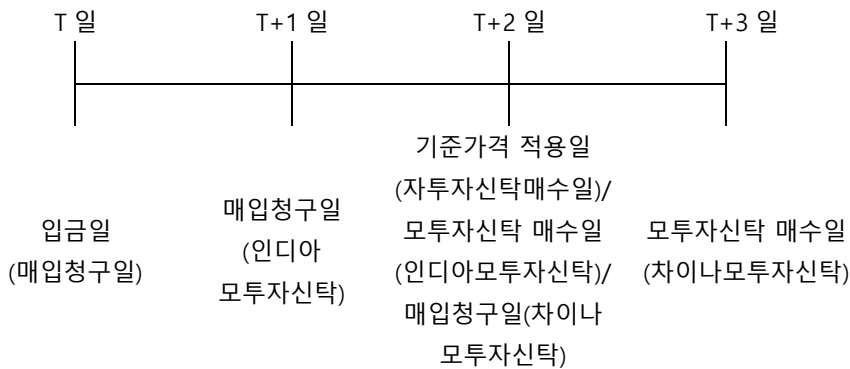 T 일
T+1 일
T+2 일
T+3 일
입금일
(매입청구일)
매입청구일
(인디아
모투자신탁)
기준가격 적용일
(자투자신탁매수일)/
모투자신탁 매수일
(인디아모투자신탁)/
매입청구일(차이나
모투자신탁)
모투자신탁 매수일
(차이나모투자신탁)